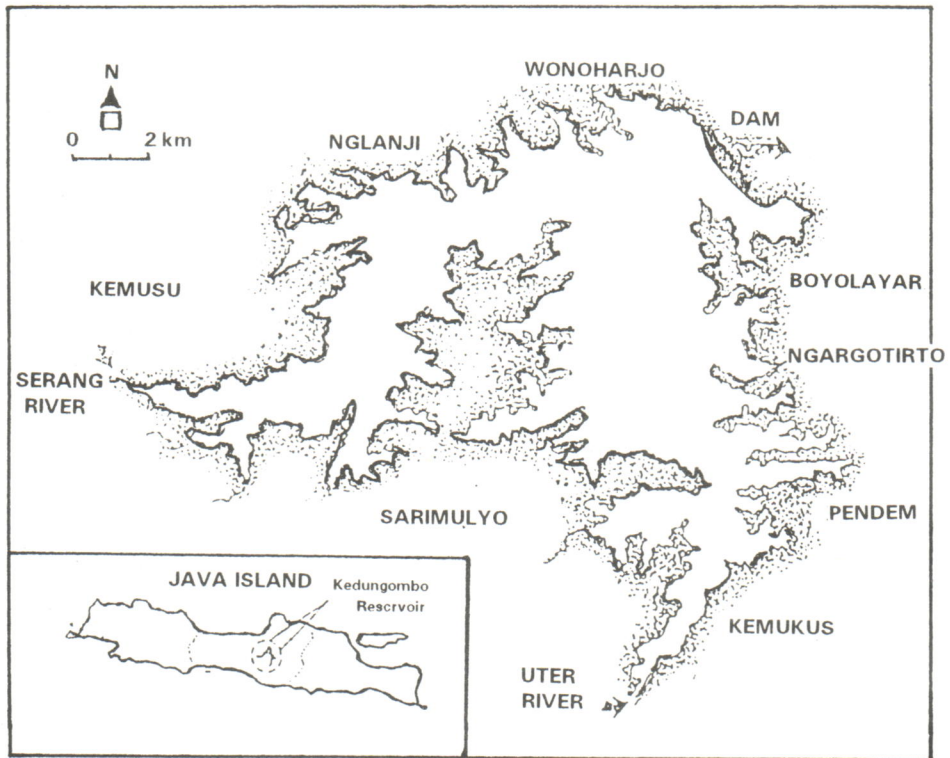 WONOHARJO
N
DAM
0 2 km
NGLANJI
KEMUSU
BOYOLAYAR
NGARGOTIRTO
SERANG
RIVER
SARIMULYO
PENDEM
JAVA ISLAND
Kedungombo
Rescrvoir
KEMUKUS
UTER
RIVER